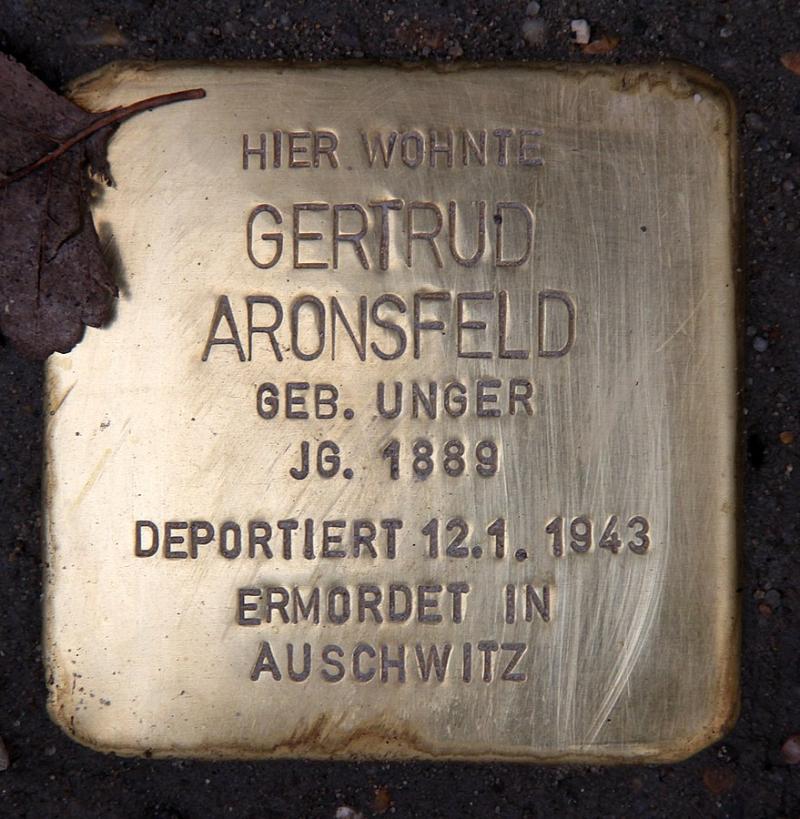 HIER WOHNTE
GERTRUD
ARONSFELD
GEB. UNGER
JG. 1889
DEPORTIERT 12.1.1943
ERMORDET IN
AUSCHWITZ